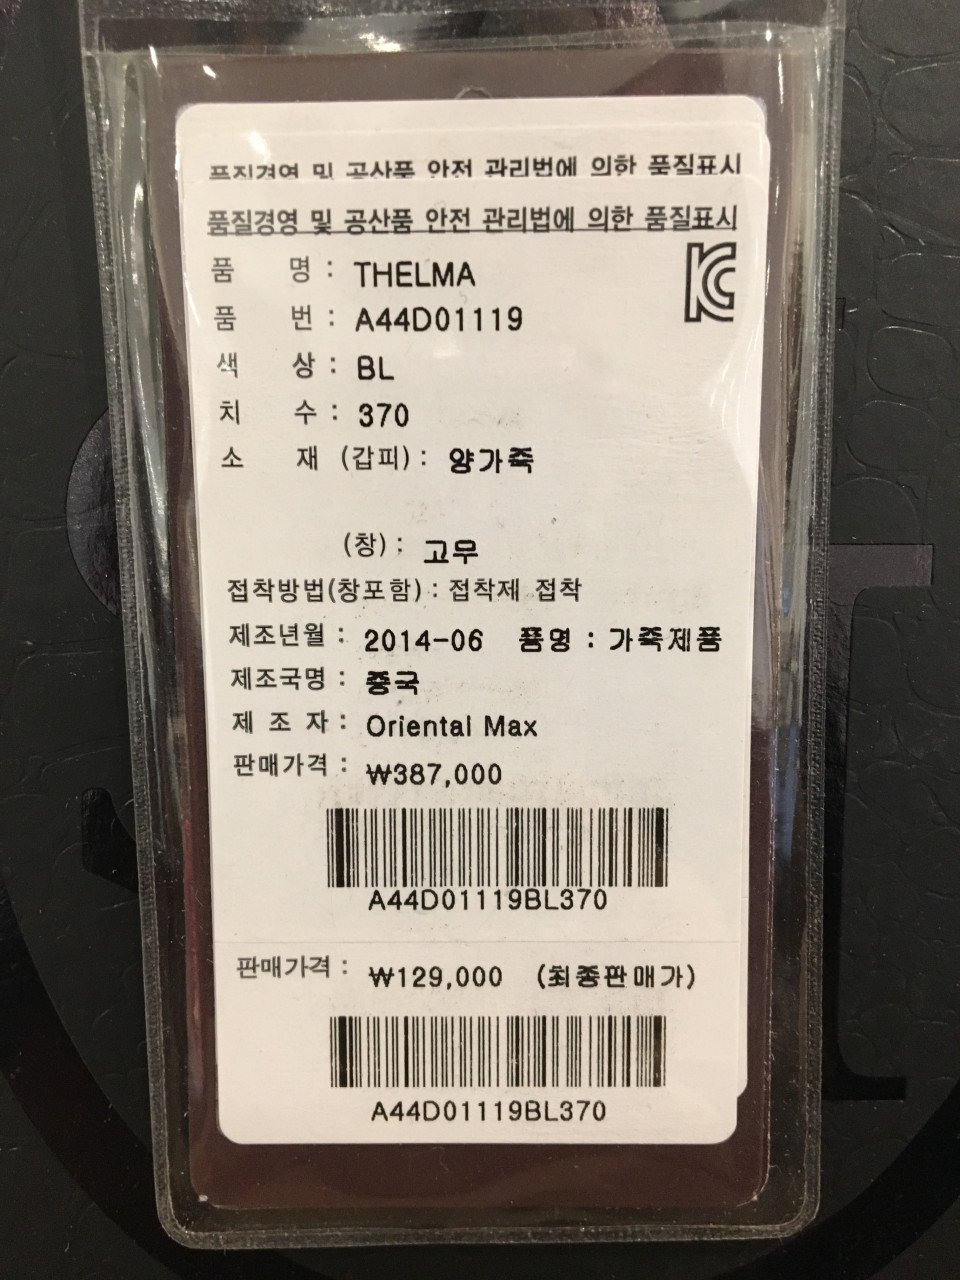 품질경영 및 공산품 안전 관리법에 의한 품질표시
품질경영 및 공산품 안전 관리법에 의한 품질표시
품 명 : THELMA
품 번 : A44D01119
색 상 : BL
치 수 : 370
소 재 (갑피) : 양가죽
(창) : 고무
접착방법(창포함) : 접착제 접착
제조년월 : 2014-06 품명 : 가죽제품
제조국명 : 중국
제 조 자 : Oriental Max
판매가격 : ₩387,000
A44D01119BL370
판매가격 : ₩129,000 (최종판매가)
A44D01119BL370